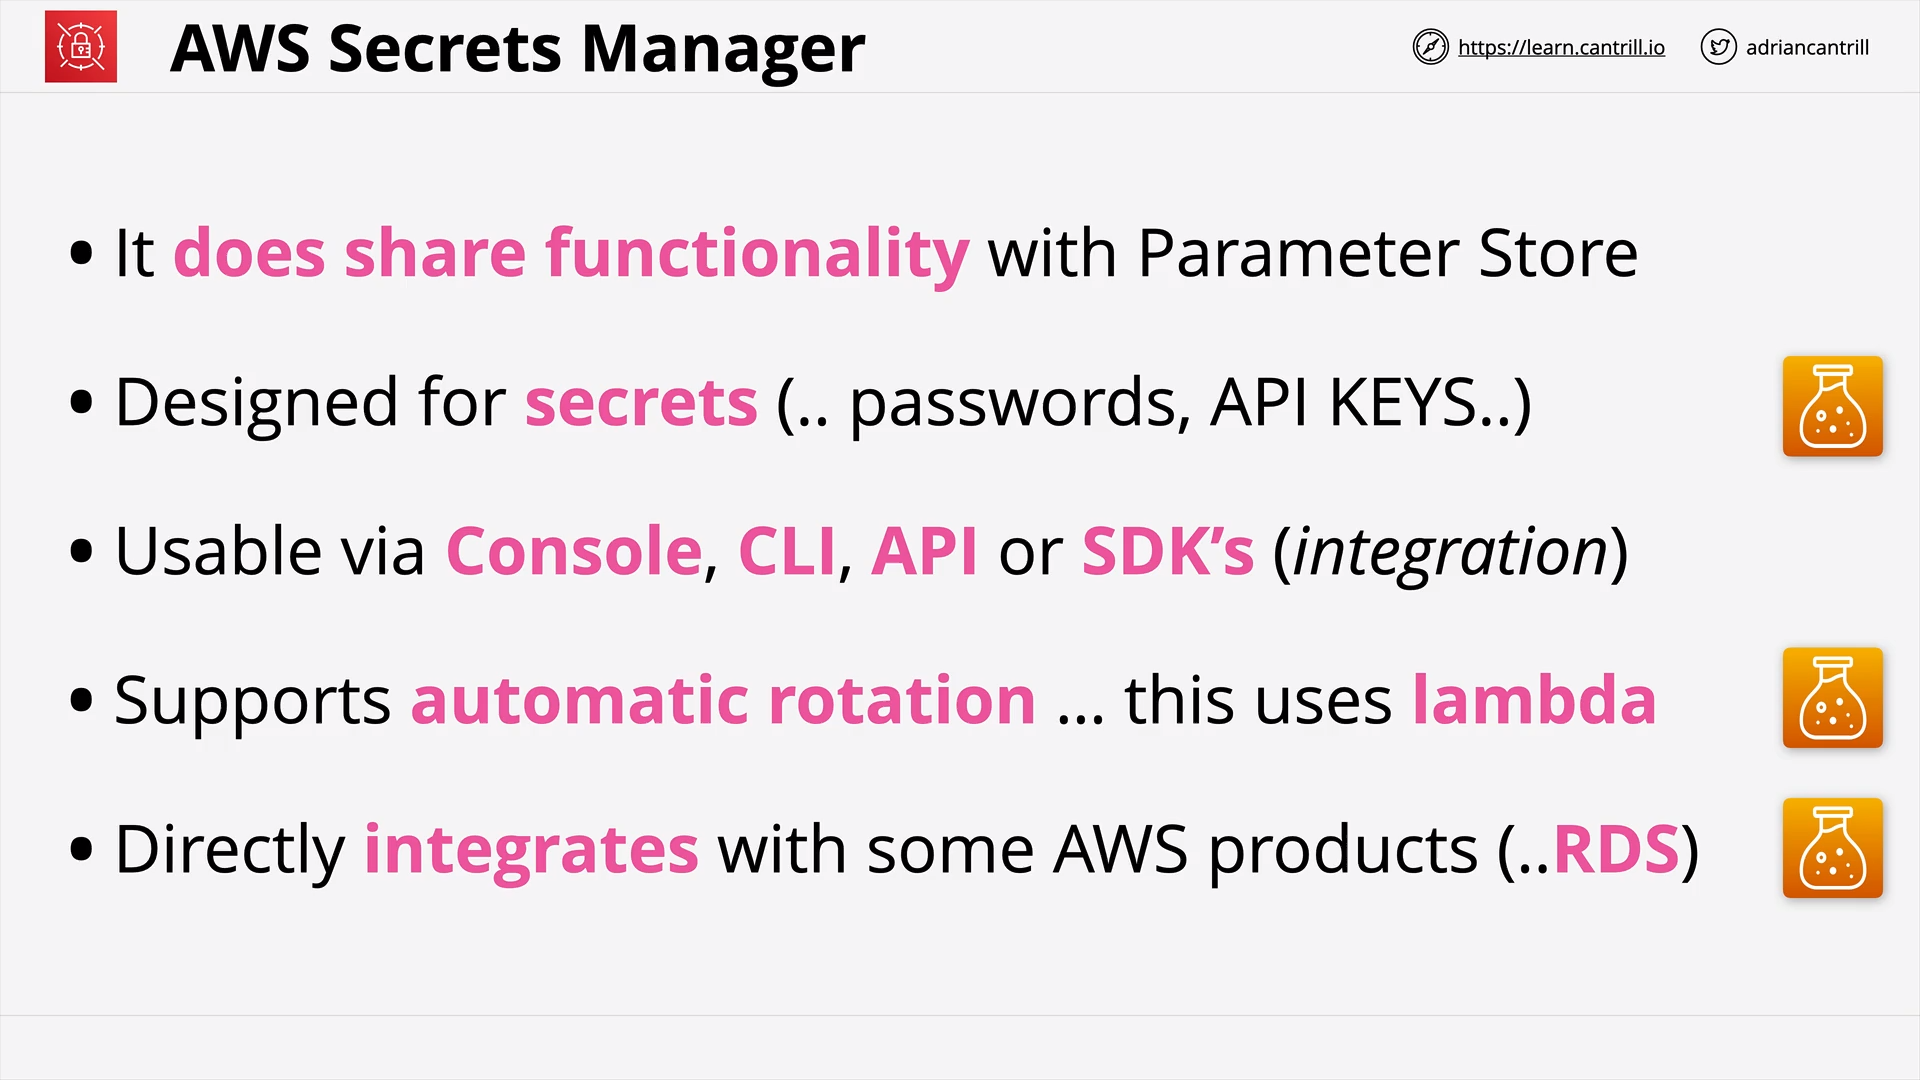 AWS Secrets Manager
https://learn.cantrill.io
adriancantrill
• It does share functionality with Parameter Store
• Designed for secrets (.. passwords, API KEYS..)
• Usable via Console, CLI, API or SDK’s (integration)
• Supports automatic rotation ... this uses lambda
• Directly integrates with some AWS products (..RDS)